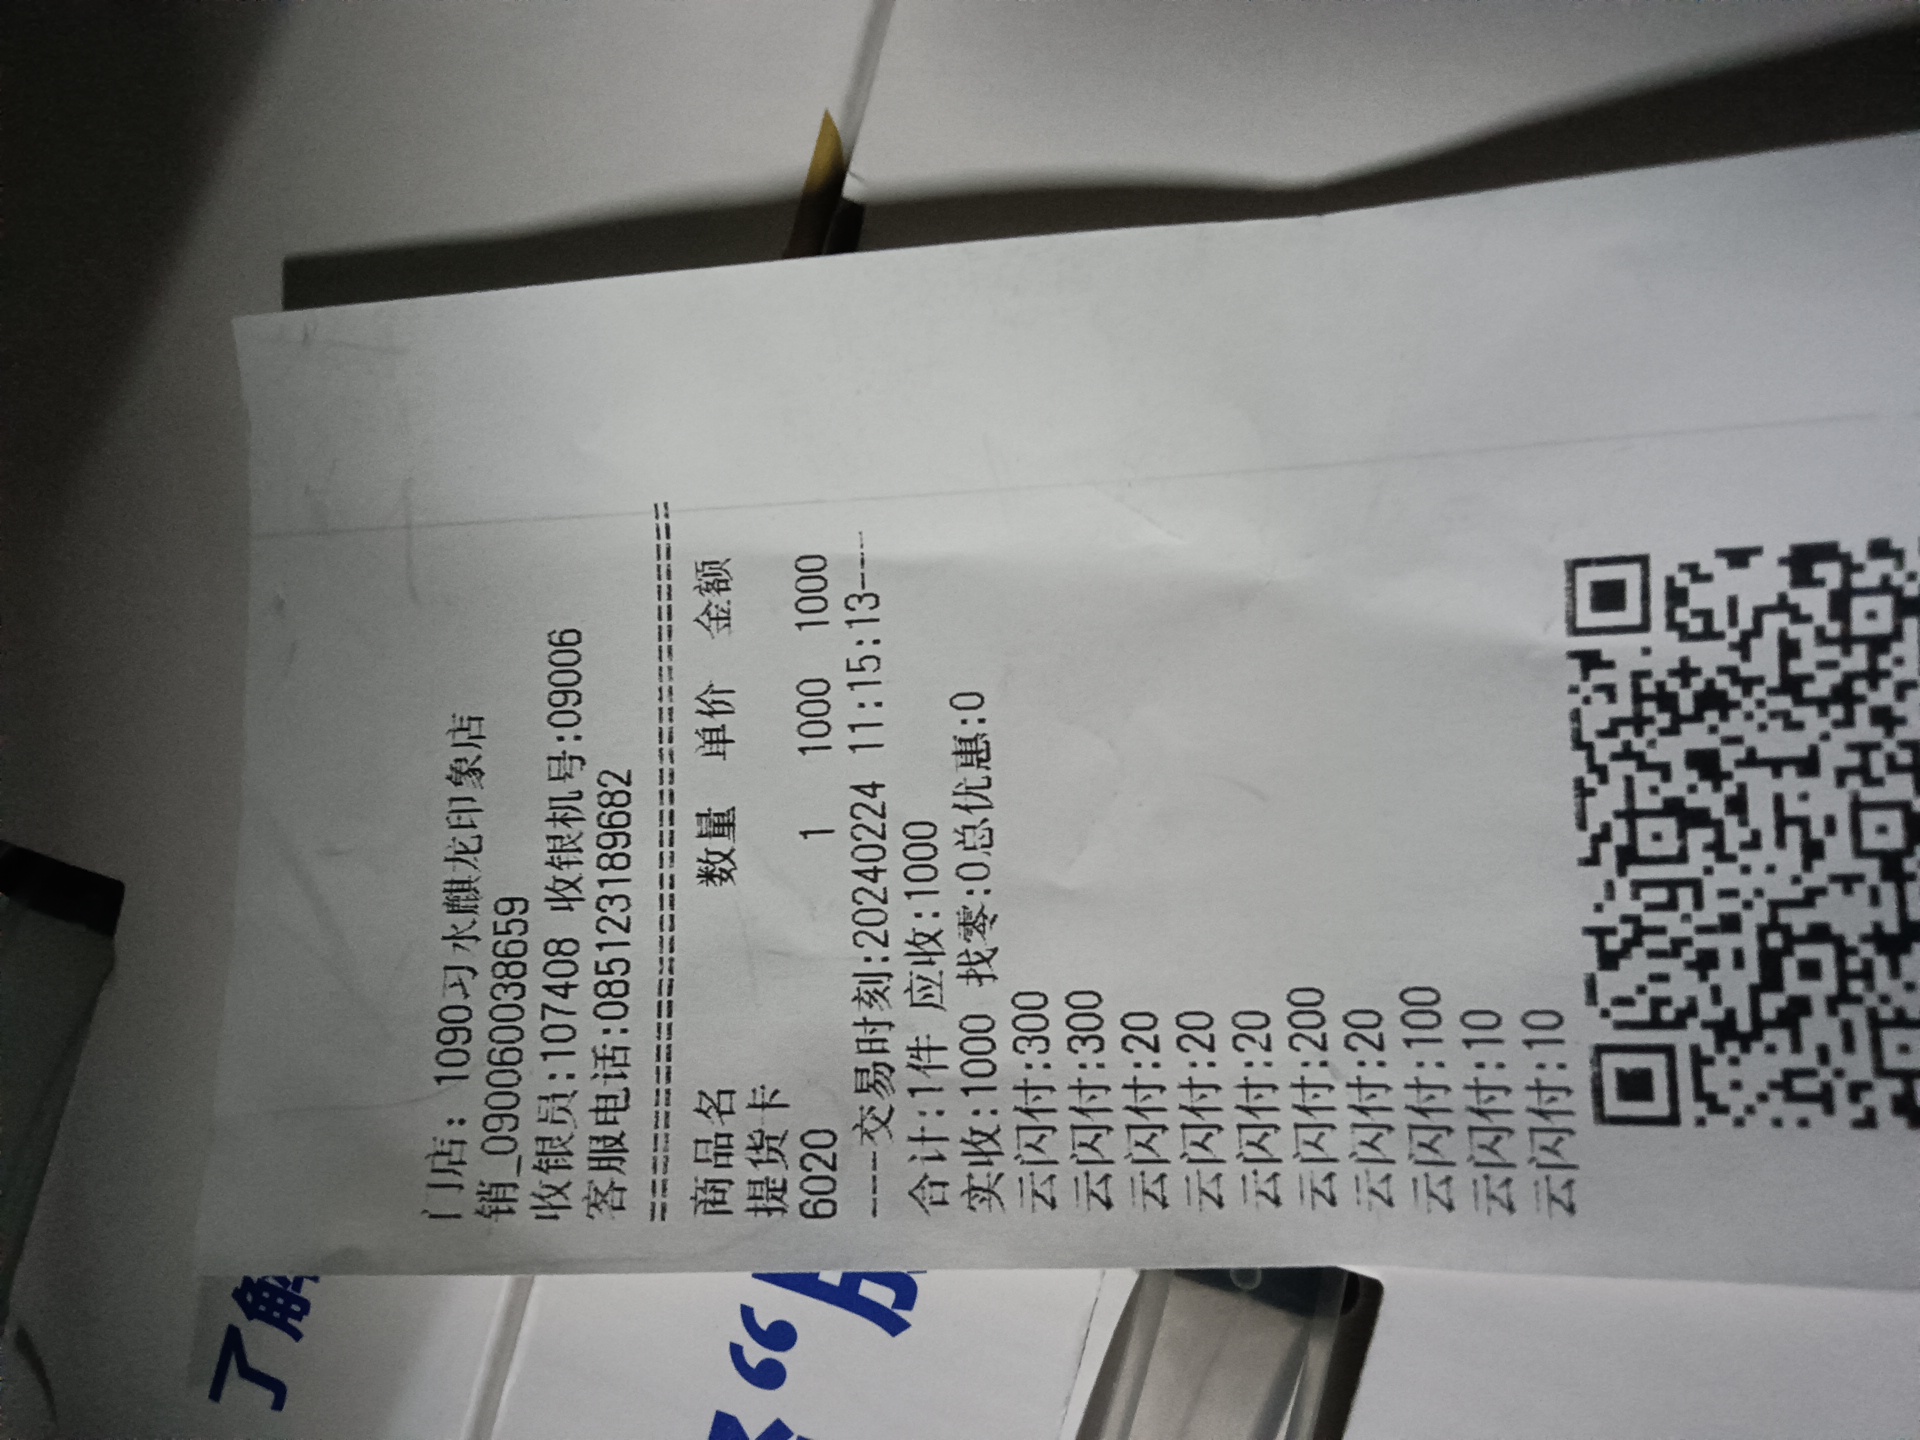 门店: 1090习水麒龙印象店
销_090060038659
收银员:107408 收银机号:09006
客服电话:085123189682
==========================================
商品名 数量 单价 金额
提货卡
60020 1 1000 1000
----交易时刻:20240224 11:15:13----
合计:1件 应收:1000
实收:1000 找零:0总优惠:0
云闪付:300
云闪付:300
云闪付:20
云闪付:20
云闪付:20
云闪付:200
云闪付:20
云闪付:100
云闪付:10
云闪付:10
了解